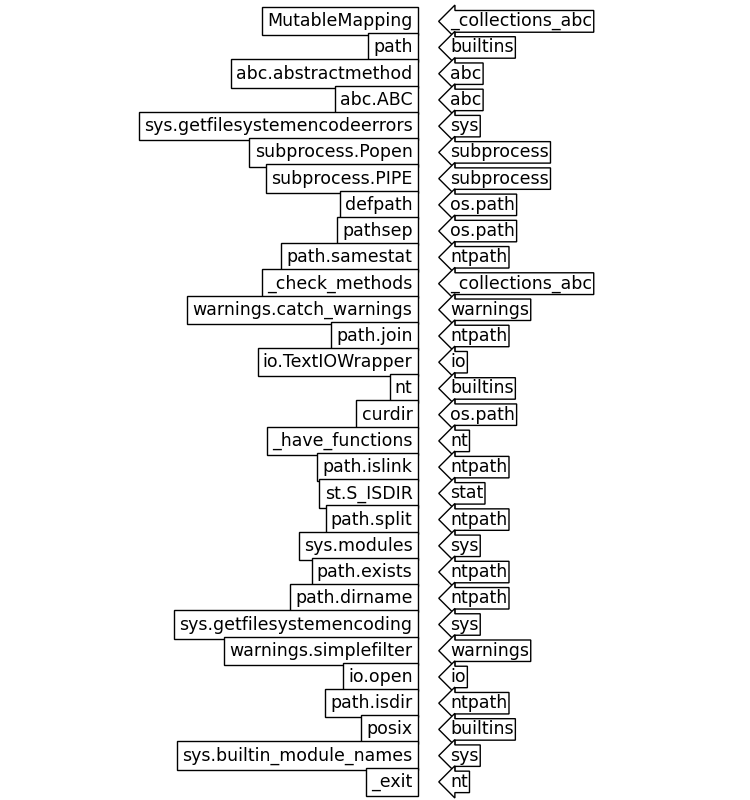 MutableMapping _collections_abc
path builtins
abc.abstractmethod abc
abc.ABC abc
sys.getfilesystemencodeerrors sys
subprocess.Popen subprocess
subprocess.PIPE subprocess
defpath os.path
pathsep os.path
path.samestat ntpath
_check_methods _collections_abc
warnings.catch_warnings warnings
path.join ntpath
io.TextIOWrapper io
nt builtins
curdir os.path
_have_functions nt
path.islink ntpath
st.S_ISDIR stat
path.split ntpath
sys.modules sys
path.exists ntpath
path.dirname ntpath
sys.getfilesystemencoding sys
warnings.simplefilter warnings
io.open io
path.isdir ntpath
posix builtins
sys.builtin_module_names sys
_exit nt